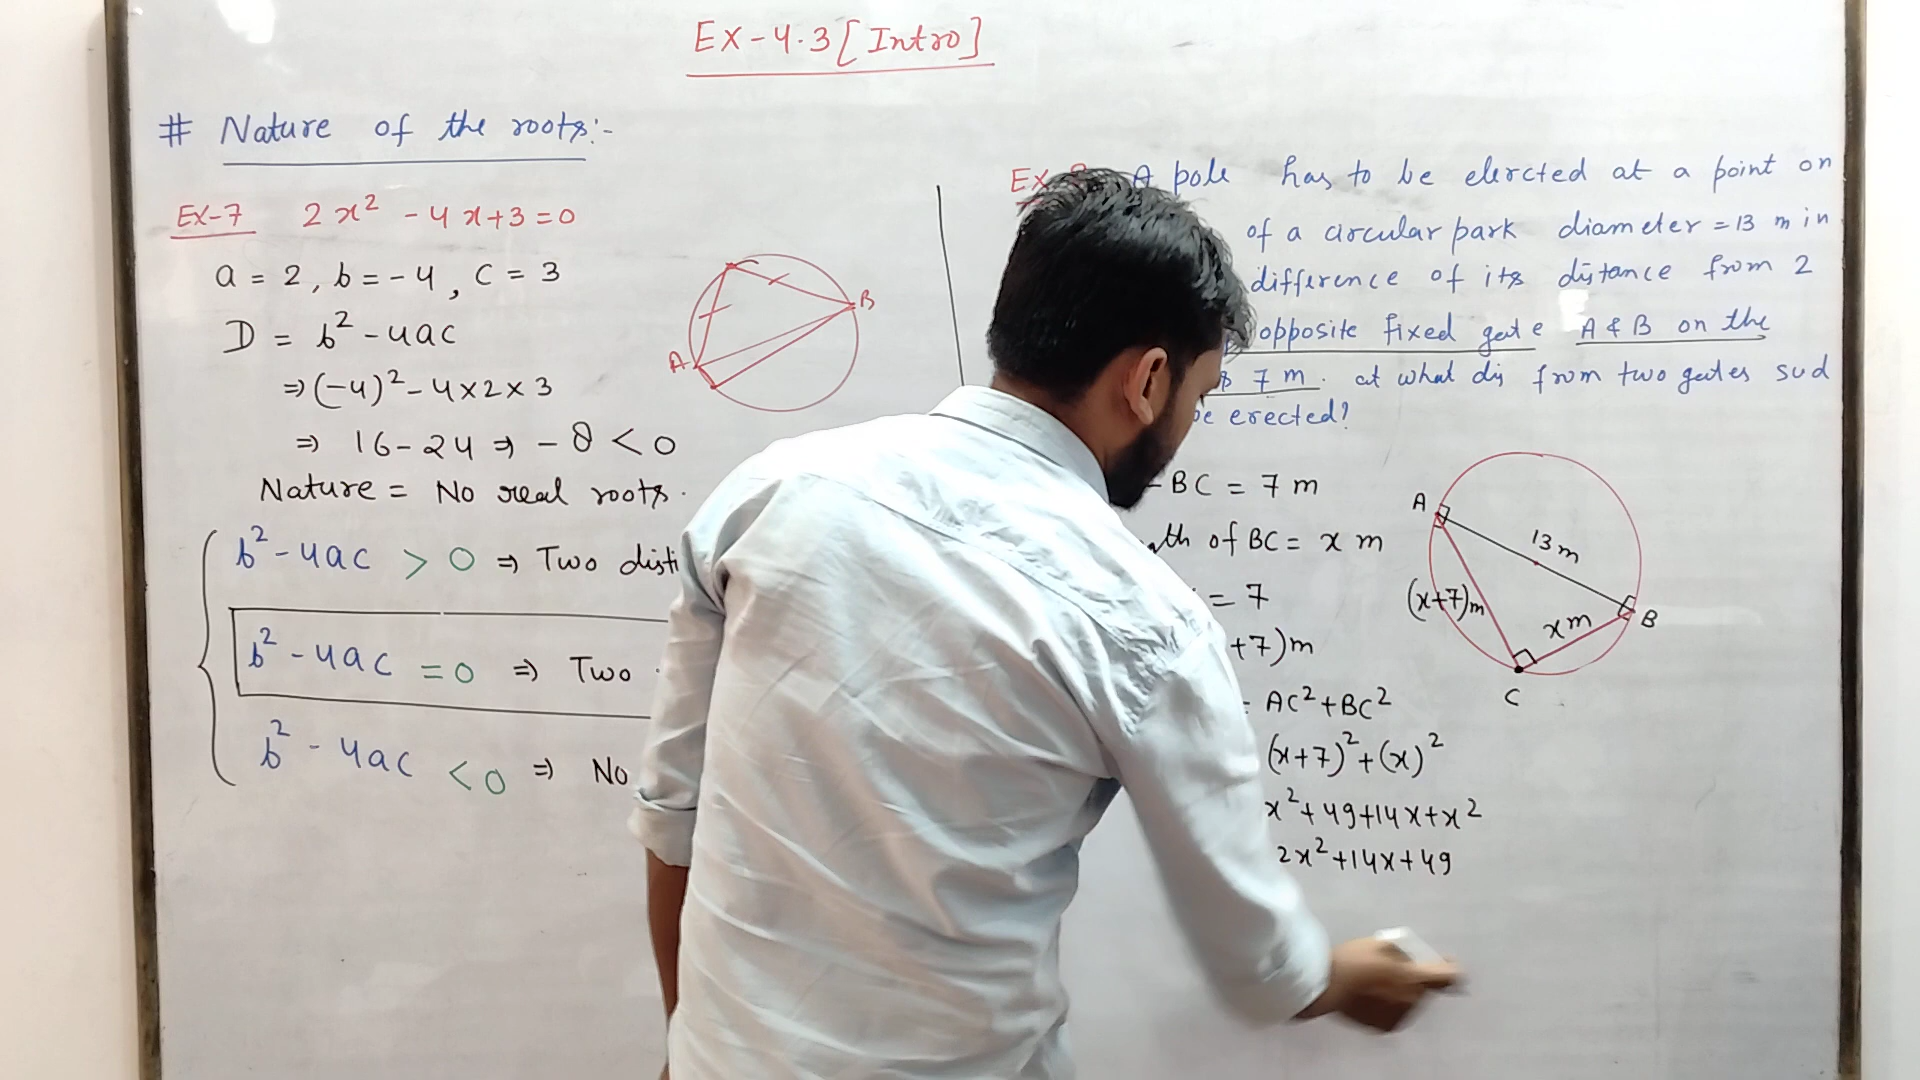 EX-4.3 [Intro]
# Nature of the roots:-
EX-7 2x² - 4x+3=0
a = 2, b = -4, c = 3
D = b² - 4ac
⇒ (-4)² - 4×2×3
⇒ 16-24 ⇒ -8 < 0
Nature = No real roots.
b² - 4ac > 0 ⇒ Two disti
b² - 4ac = 0 ⇒ Two
b² - 4ac < 0 ⇒ No
A
B
EX A pole has to be elercted at a point on
of a circular park diameter = 13 m in
difference of its distance from 2
opposite fixed gate A & B on the
7 m. at what dis from two gates sud
be erected?
- BC = 7 m
gth of BC = x m
= 7
+7)m
= AC² + BC²
(x+7)² + (x)²
x² + 49+14x+x²
2x² +14x+49
A
13 m
(x+7)m
x m
B
C